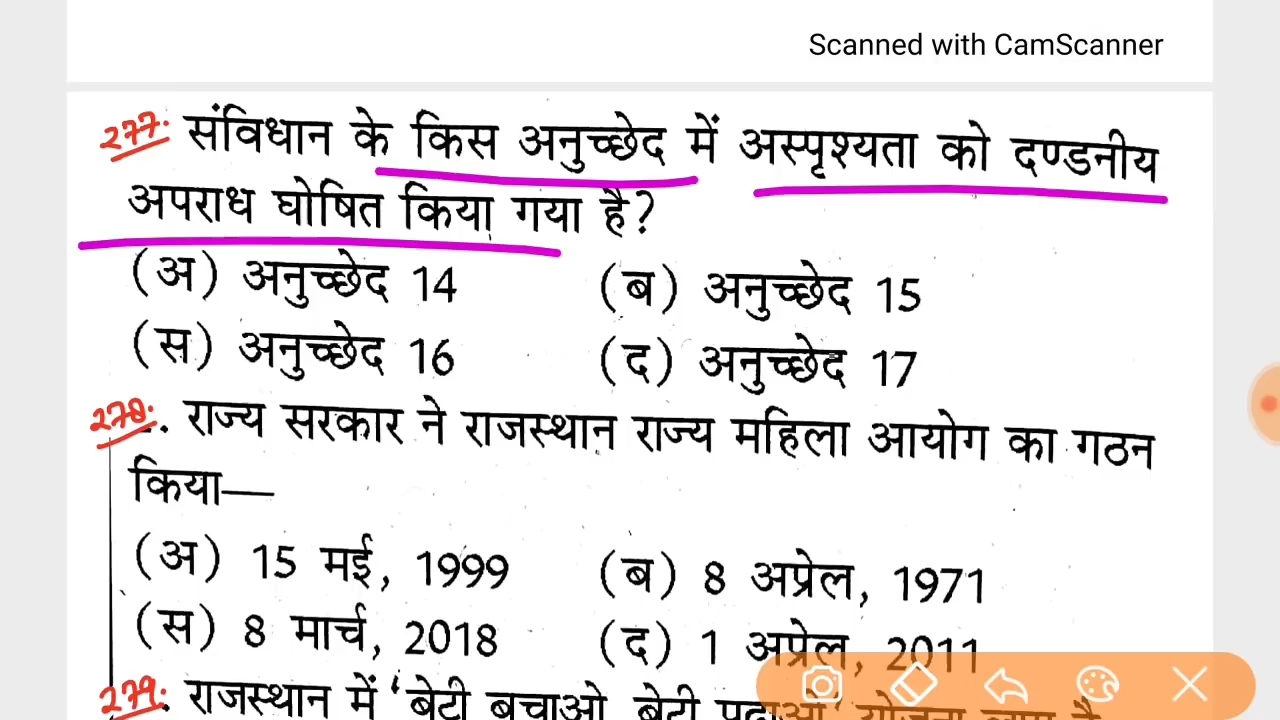 Scanned with CamScanner
277. संविधान के किस अनुच्छेद में अस्पृश्यता को दण्डनीय
अपराध घोषित किया गया है?
(अ) अनुच्छेद 14 (ब) अनुच्छेद 15
(स) अनुच्छेद 16 (द) अनुच्छेद 17
278. राज्य सरकार ने राजस्थान राज्य महिला आयोग का गठन
किया—
(अ) 15 मई, 1999 (ब) 8 अप्रेल, 1971
(स) 8 मार्च, 2018 (द) 1 अप्रेल, 2011
279. राजस्थान में ‘बेटी बचाओ, बेटी पढ़ाओ’ योजना लागू है